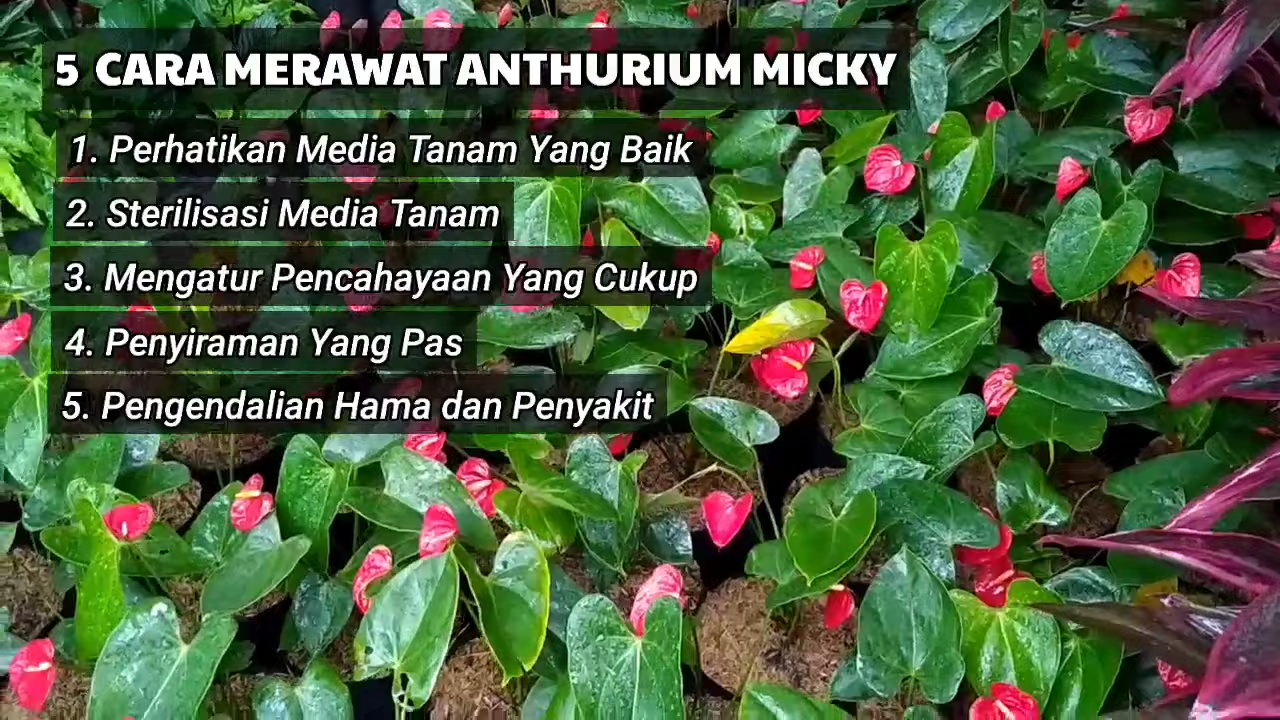 5 CARA MERAWAT ANTHURIUM MICKY
1. Perhatikan Media Tanam Yang Baik
2. Sterilisasi Media Tanam
3. Mengatur Pencahayaan Yang Cukup
4. Penyiraman Yang Pas
5. Pengendalian Hama dan Penyakit